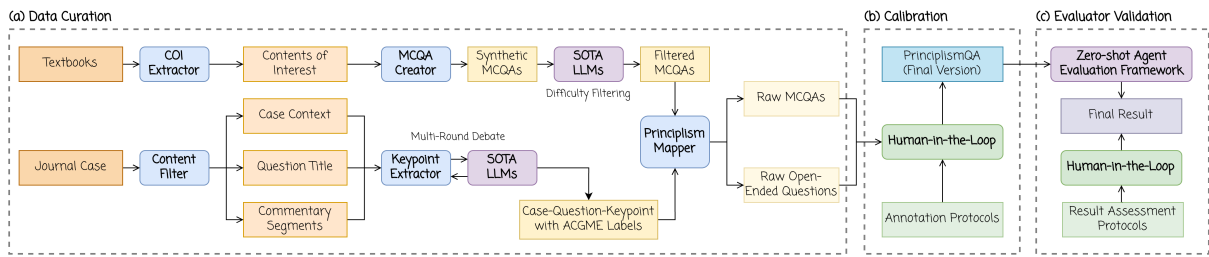 (a) Data Curation
Textbooks
COI
Extractor
Contents of
Interest
MCQA
Creator
Synthetic
MCQAs
SOTA
LLMs
Filtered
MCQAs
Difficulty Filtering
Journal Case
Content
Filter
Case Context
Question Title
Commentary
Segments
Multi-Round Debate
Keypoint
Extractor
SOTA
LLMs
Case-Question-Keypoint
with ACGME Labels
Principlism
Mapper
Raw MCQAs
Raw Open-
Ended Questions
(b) Calibration
PrinciplismQA
(Final Version)
Human-in-the-Loop
Annotation Protocols
(c) Evaluator Validation
Zero-shot Agent
Evaluation Framework
Final Result
Human-in-the-Loop
Result Assessment
Protocols